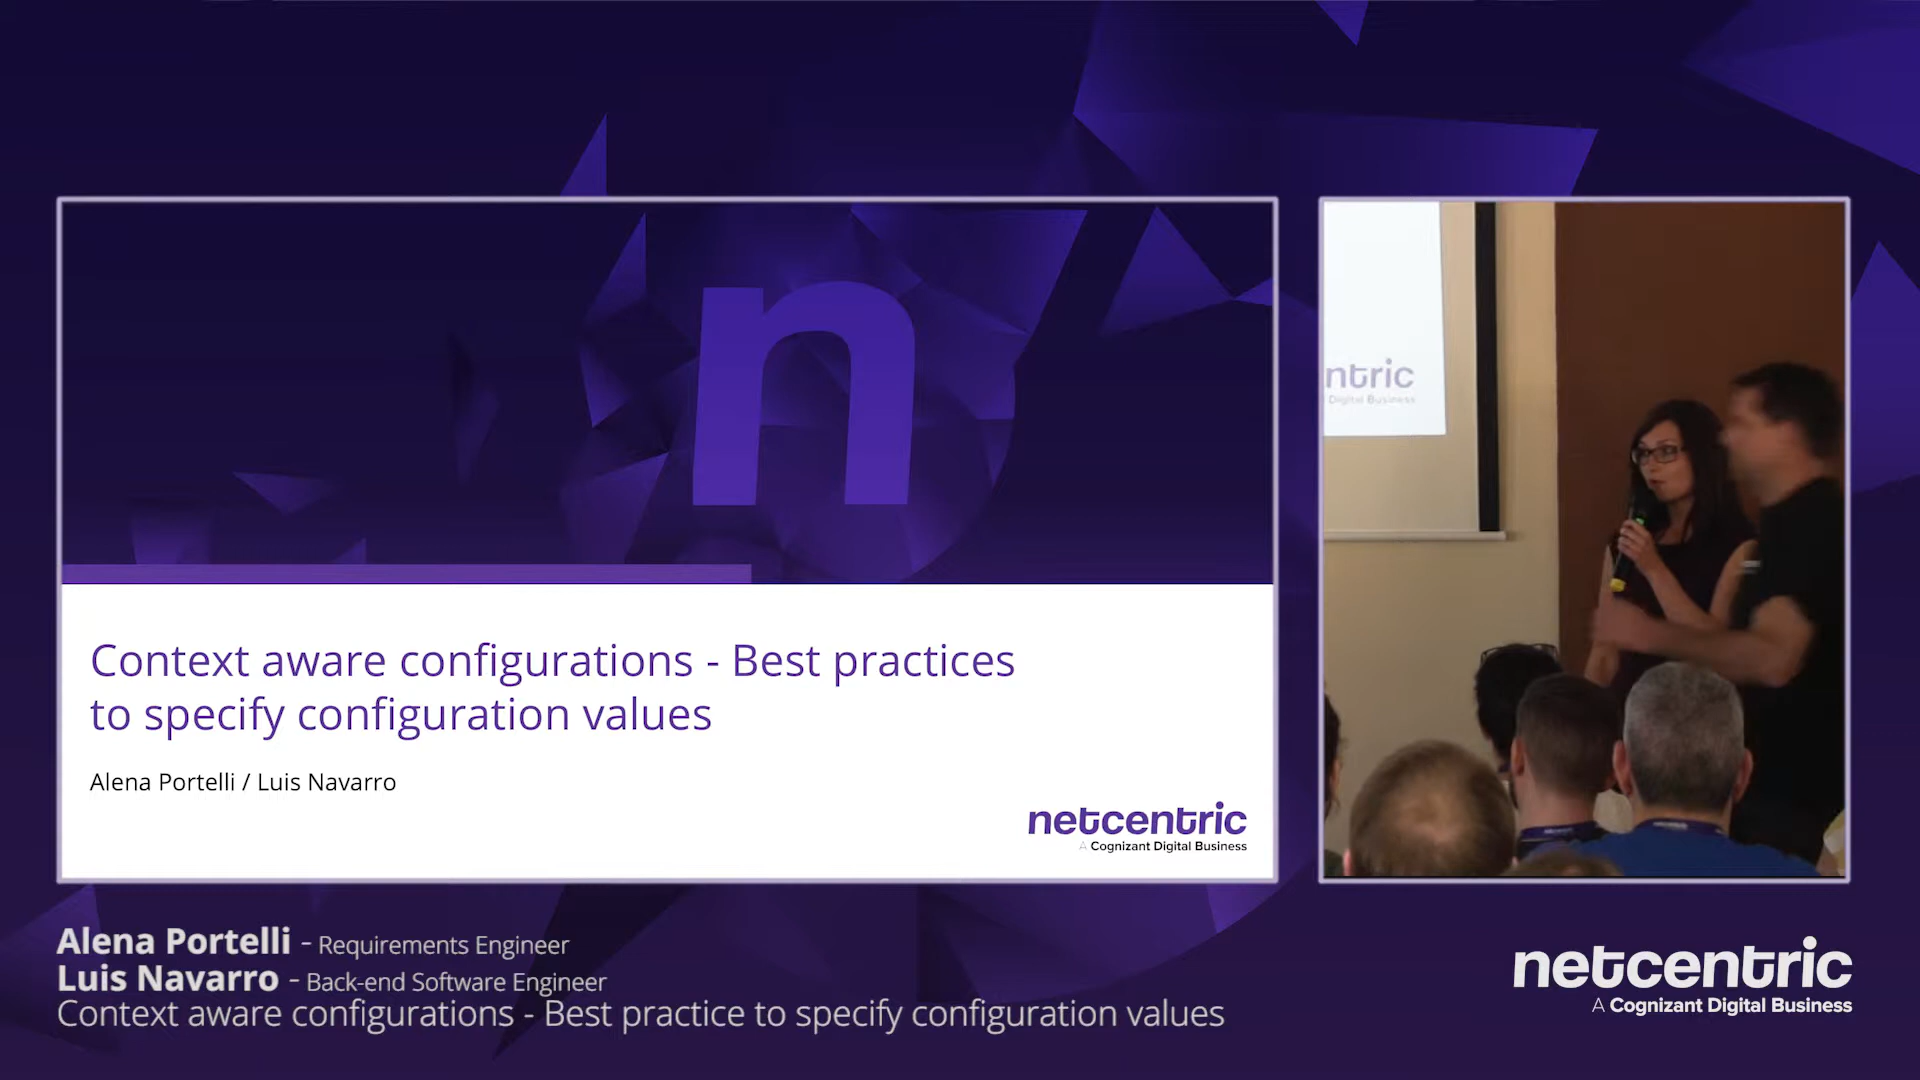 n
Context aware configurations - Best practices
to specify configuration values
Alena Portelli / Luis Navarro
netcentric
A Cognizant Digital Business
ntric
Digital Business
Alena Portelli - Requirements Engineer
Luis Navarro - Back-end Software Engineer
Context aware configurations - Best practice to specify configuration values
netcentric
A Cognizant Digital Business